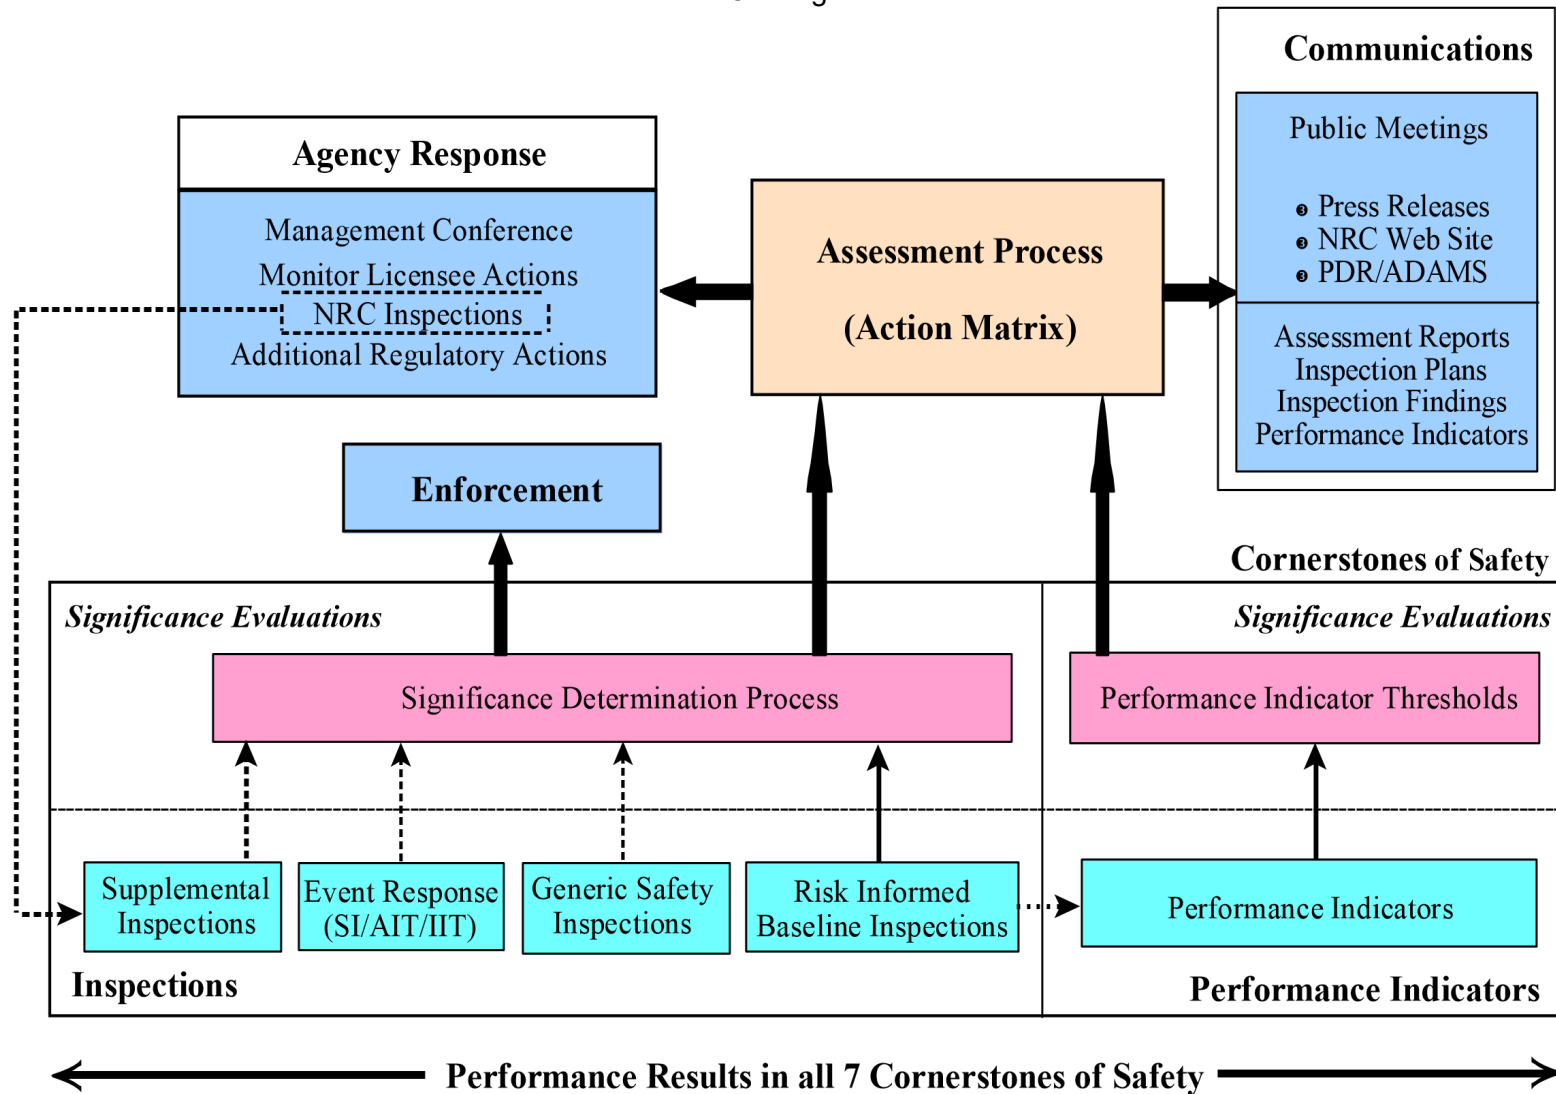 Communications
Public Meetings
❸ Press Releases
❸ NRC Web Site
❸ PDR/ADAMS
Assessment Reports
Inspection Plans
Inspection Findings
Performance Indicators
Agency Response
Management Conference
Monitor Licensee Actions
NRC Inspections
Additional Regulatory Actions
Assessment Process
(Action Matrix)
Enforcement
Cornerstones of Safety
Significance Evaluations
Significance Evaluations
Significance Determination Process
Performance Indicator Thresholds
Supplemental
Inspections
Event Response
(SI/AIT/IIT)
Generic Safety
Inspections
Risk Informed
Baseline Inspections
Performance Indicators
Inspections
Performance Indicators
Performance Results in all 7 Cornerstones of Safety